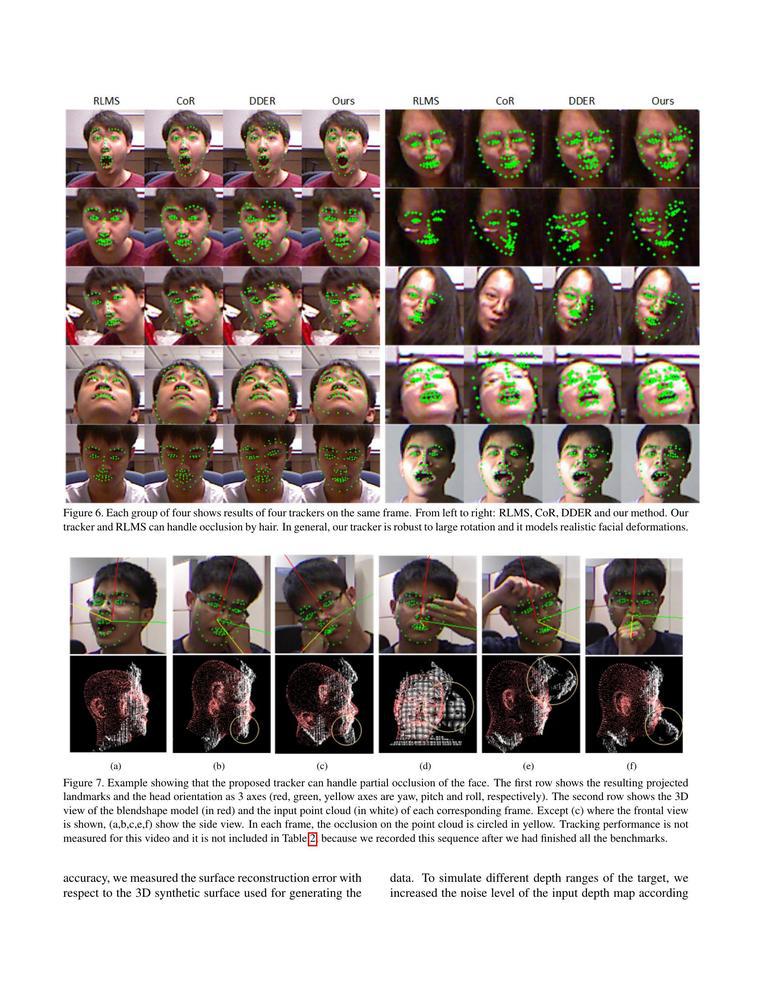 RLMS CoR DDER Ours RLMS CoR DDER Ours
Figure 6. Each group of four shows results of four trackers on the same frame. From left to right: RLMS, CoR, DDER and our method. Our
tracker and RLMS can handle occlusion by hair. In general, our tracker is robust to large rotation and it models realistic facial deformations.
(a) (b) (c) (d) (e) (f)
Figure 7. Example showing that the proposed tracker can handle partial occlusion of the face. The first row shows the resulting projected
landmarks and the head orientation as 3 axes (red, green, yellow axes are yaw, pitch and roll, respectively). The second row shows the 3D
view of the blendshape model (in red) and the input point cloud (in white) of each corresponding frame. Except (c) where the frontal view
is shown, (a,b,c,e,f) show the side view. In each frame, the occlusion on the point cloud is circled in yellow. Tracking performance is not
measured for this video and it is not included in Table 2, because we recorded this sequence after we had finished all the benchmarks.
accuracy, we measured the surface reconstruction error with
respect to the 3D synthetic surface used for generating the
data. To simulate different depth ranges of the target, we
increased the noise level of the input depth map according